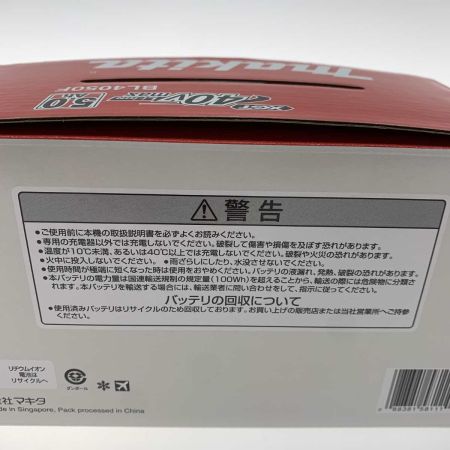 makita
BL4050F
40Vmax
5.0
Ah
警告
●ご使用前に本機の取扱説明書を必ずよくお読みください。
●専用の充電器以外では充電しないでください。破裂して傷害や損傷を及ぼす恐れがあります。
●温度が10℃未満、あるいは40℃以上では充電しないでください。破裂や火災の恐れがあります。
●火中に投入しないでください。 ●雨ざらしにしたり、水没させないでください。
●使用時間が極端に短くなった時は使用をおやめください。バッテリの液漏れ、発熱、破裂の恐れがあります。
●本バッテリの電力量は国連輸送規則の規定量(100Wh)を超えることから、輸送の際には危険物に分類さ
れます。本バッテリを輸送する場合には、輸送業者に問い合わせをして、指示に従ってください。
バッテリの回収について
●使用済みバッテリはリサイクルのため回収しております。お買い上げの販売店または当社営業所へご持参
ください。
リチウムイオン
電池は
リサイクルへ
ダンボール
社 マキタ
in Singapore, Pack processed in China